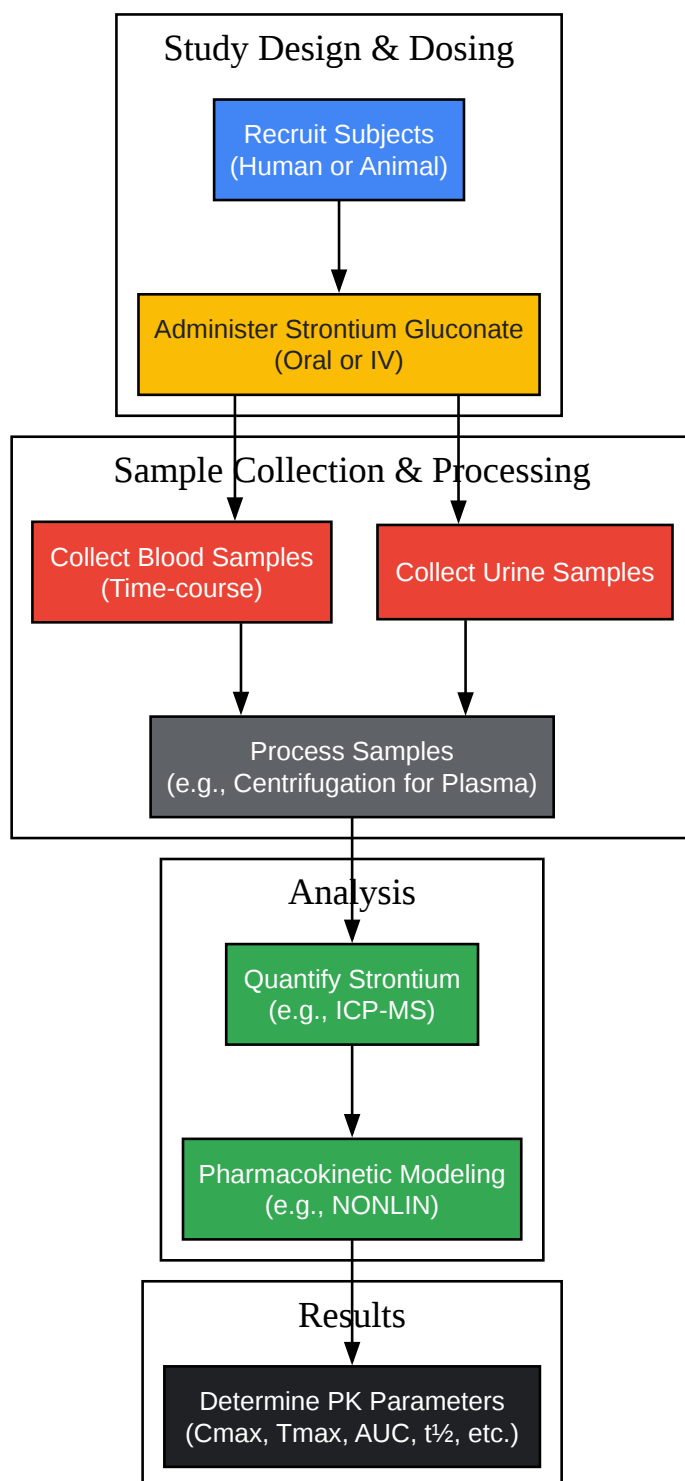 Study Design & Dosing
Recruit Subjects
(Human or Animal)
Administer Strontium Gluconate
(Oral or IV)
Sample Collection & Processing
Collect Blood Samples
(Time-course)
Collect Urine Samples
Process Samples
(e.g., Centrifugation for Plasma)
Analysis
Quantify Strontium
(e.g., ICP-MS)
Pharmacokinetic Modeling
(e.g., NONLIN)
Results
Determine PK Parameters
(Cmax, Tmax, AUC, t½, etc.)